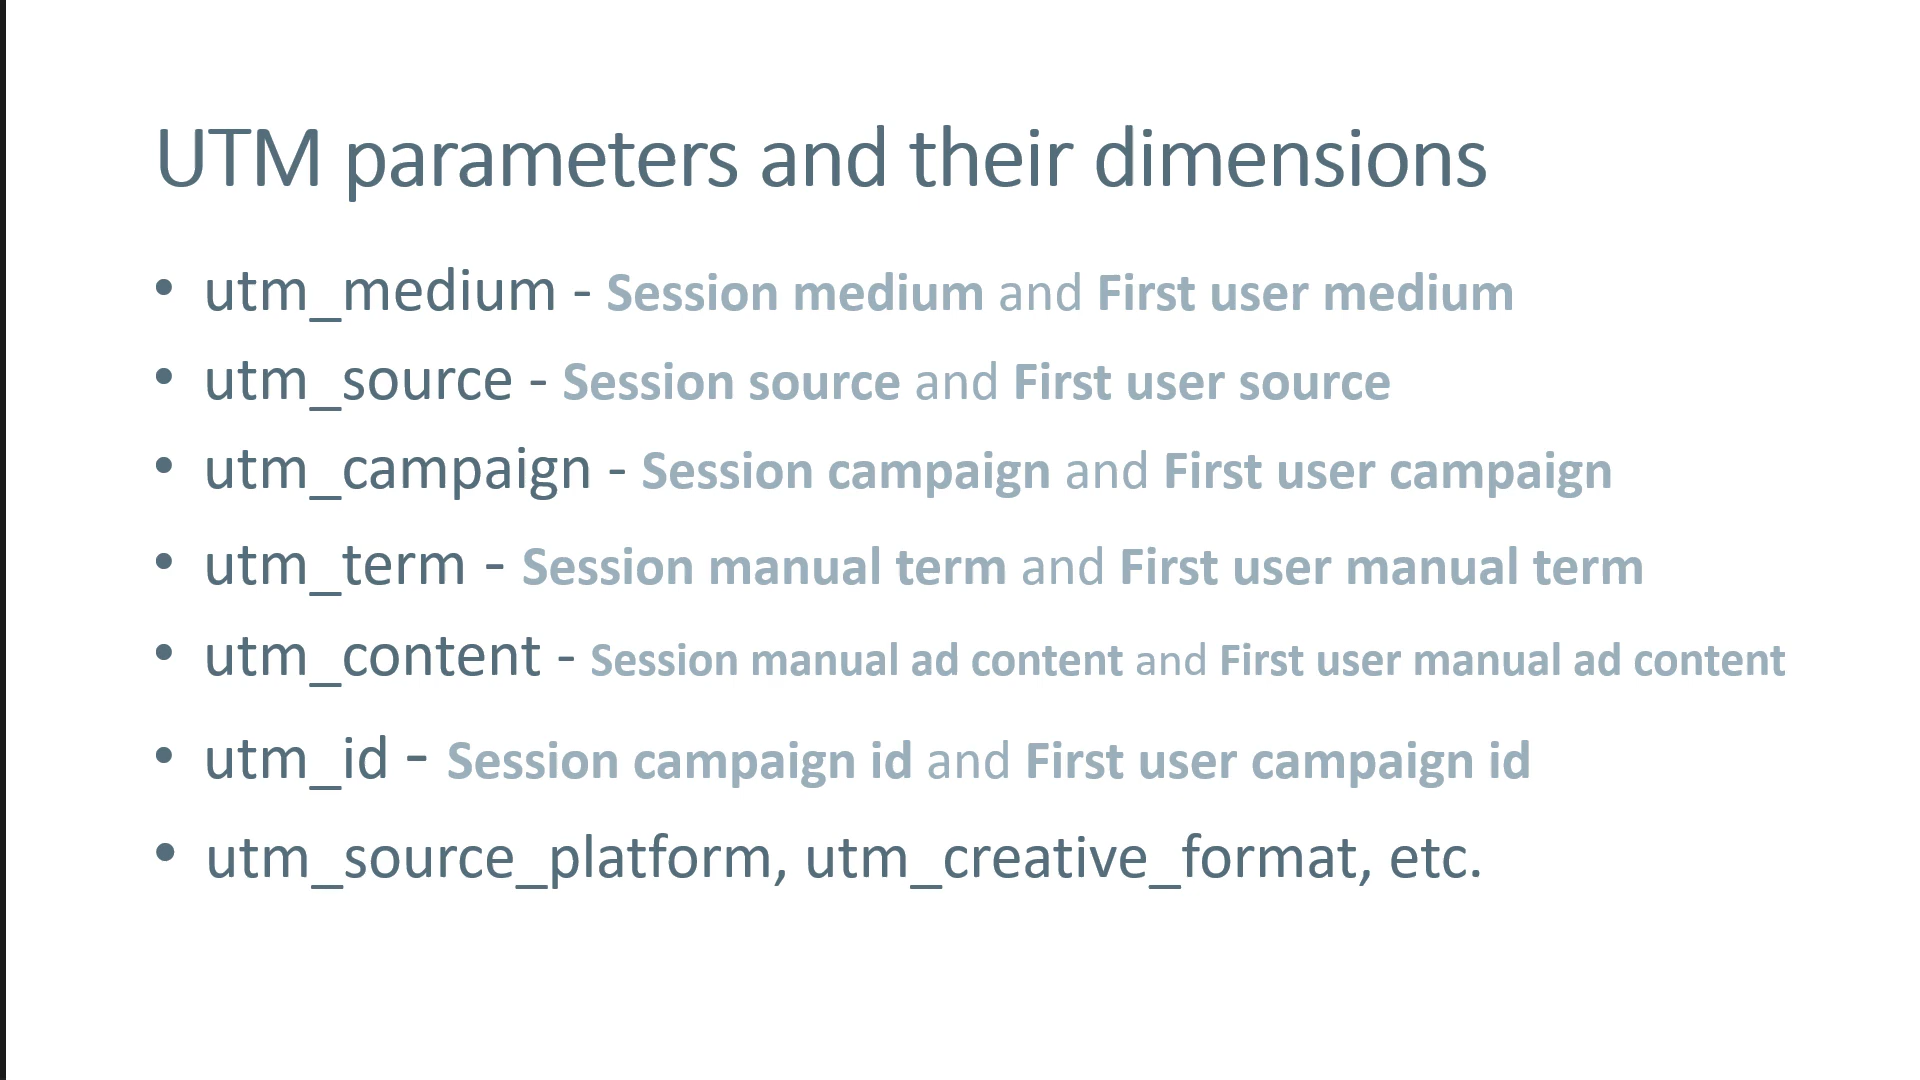 UTM parameters and their dimensions
• utm_medium - Session medium and First user medium
• utm_source - Session source and First user source
• utm_campaign - Session campaign and First user campaign
• utm_term - Session manual term and First user manual term
• utm_content - Session manual ad content and First user manual ad content
• utm_id - Session campaign id and First user campaign id
• utm_source_platform, utm_creative_format, etc.